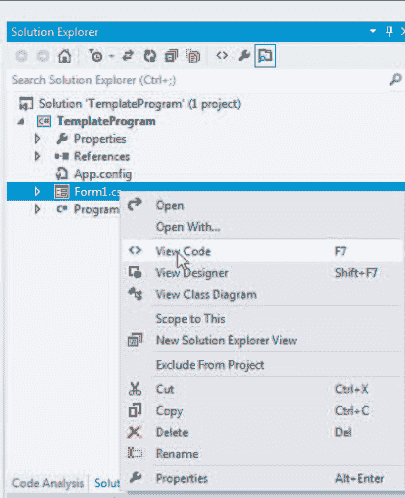 Solution Explorer
Search Solution Explorer (Ctrl+;)
Solution 'TemplateProgram' (1 project)
C# TemplateProgram
Properties
References
App.config
Form1.cs
C# Program
Open
Open With...
View Code F7
View Designer Shift+F7
View Class Diagram
Scope to This
New Solution Explorer View
Exclude From Project
Cut Ctrl+X
Copy Ctrl+C
Delete Del
Rename
Properties Alt+Enter
Code Analysis Solut